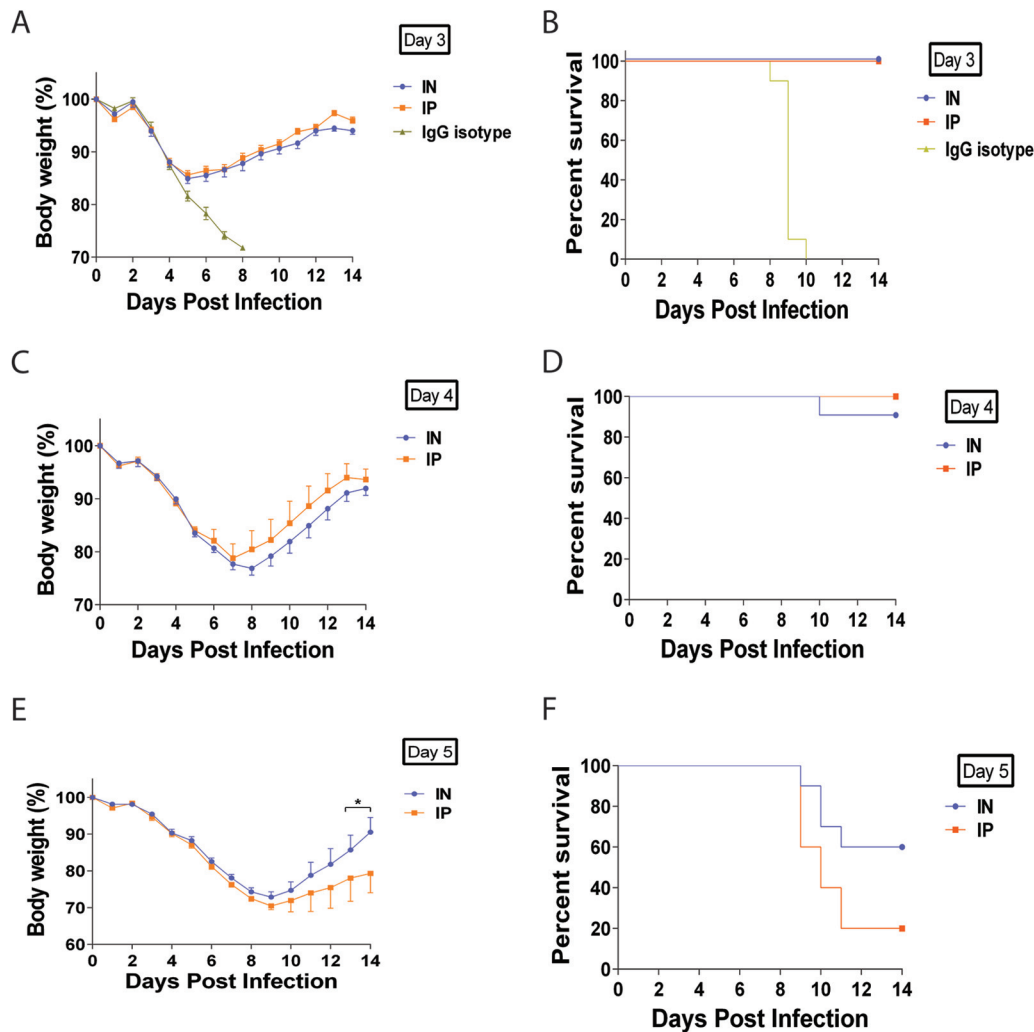 A
Day 3
IN
IP
IgG isotype
Body weight (%)
100
90
80
70
0 2 4 6 8 10 12 14
Days Post Infection
B
Day 3
IN
IP
IgG isotype
Percent survival
100
80
60
40
20
0
0 2 4 6 8 10 12 14
Days Post Infection
C
Day 4
IN
IP
Body weight (%)
100
90
80
70
0 2 4 6 8 10 12 14
Days Post Infection
D
Day 4
IN
IP
Percent survival
100
80
60
40
20
0
0 2 4 6 8 10 12 14
Days Post Infection
E
Day 5
IN
IP
*
Body weight (%)
100
90
80
70
60
0 2 4 6 8 10 12 14
Days Post Infection
F
Day 5
IN
IP
Percent survival
100
80
60
40
20
0
0 2 4 6 8 10 12 14
Days Post Infection